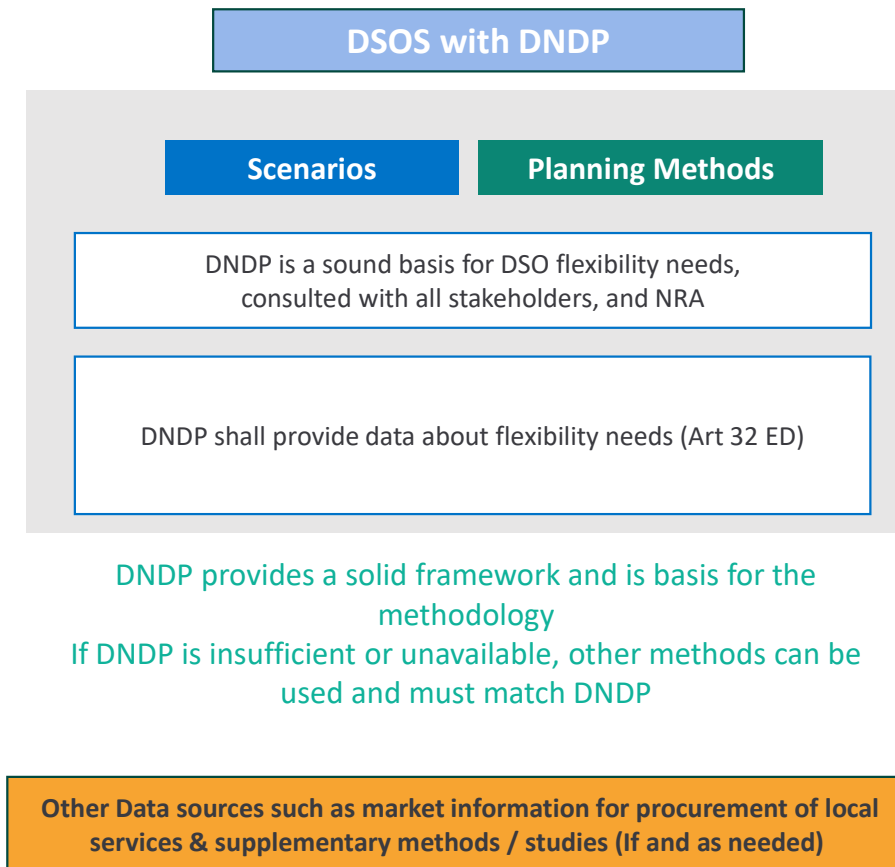 DSOS with DNDP
Scenarios
Planning Methods
DNDP is a sound basis for DSO flexibility needs,
consulted with all stakeholders, and NRA
DNDP shall provide data about flexibility needs (Art 32 ED)
DNDP provides a solid framework and is basis for the
methodology
If DNDP is insufficient or unavailable, other methods can be
used and must match DNDP
Other Data sources such as market information for procurement of local
services & supplementary methods / studies (If and as needed)